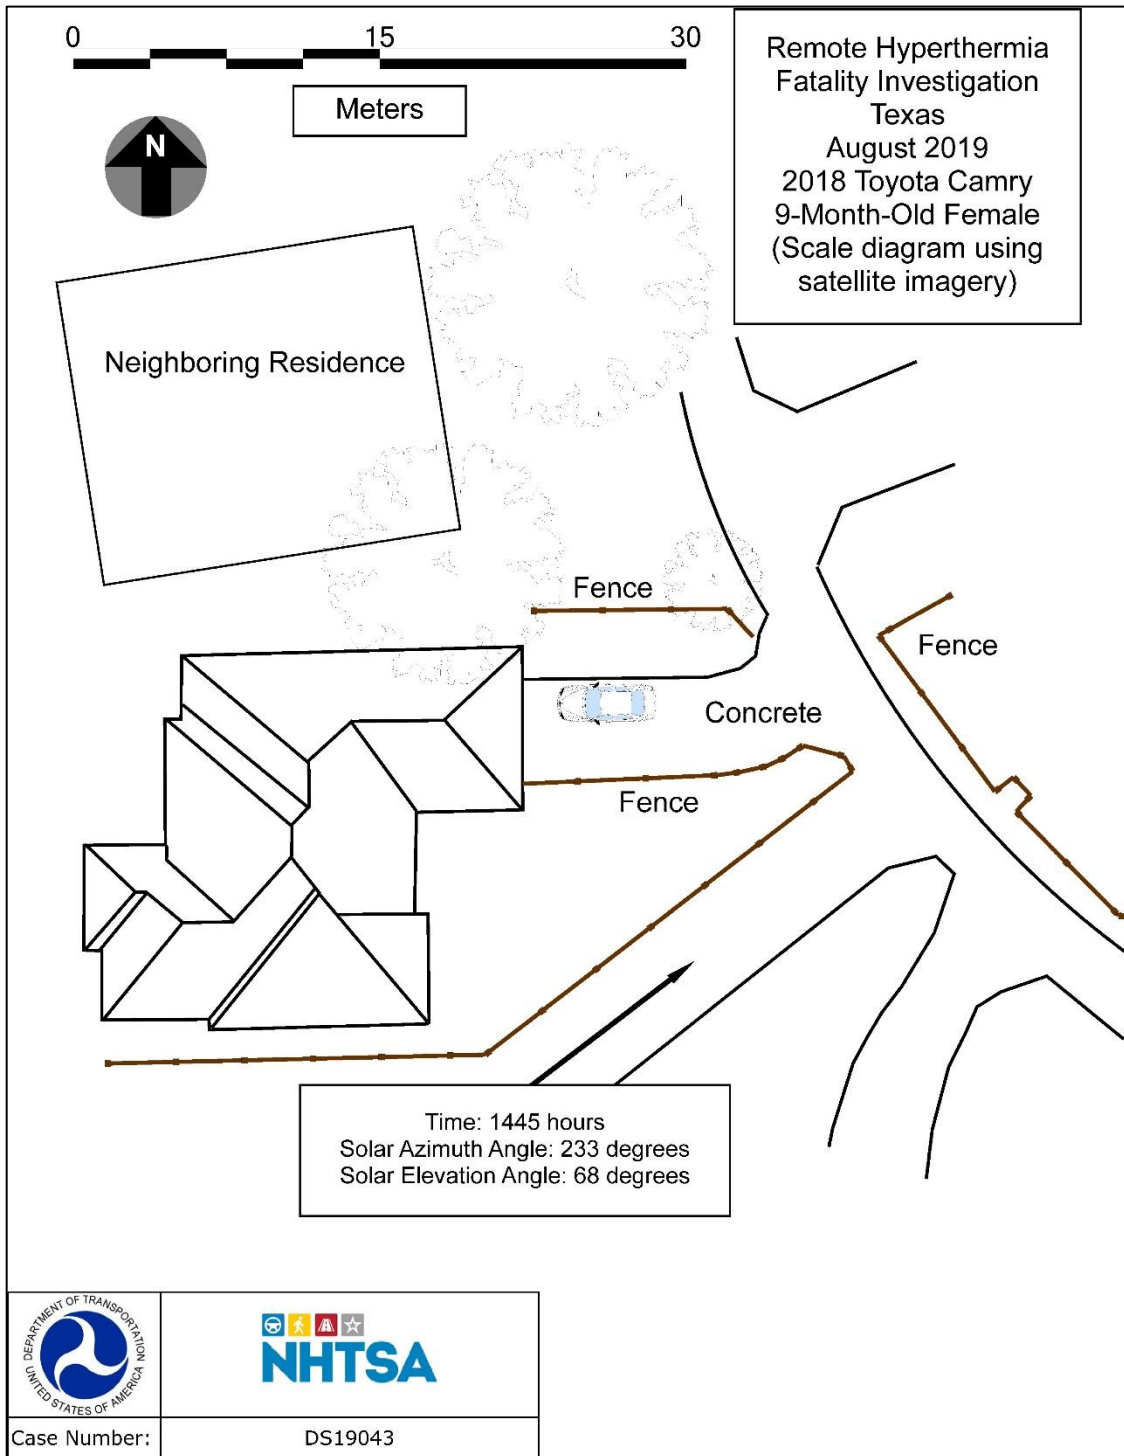 0 15 30
Meters
N
Remote Hyperthermia
Fatality Investigation
Texas
August 2019
2018 Toyota Camry
9-Month-Old Female
(Scale diagram using
satellite imagery)
Neighboring Residence
Fence
Fence
Concrete
Fence
Time: 1445 hours
Solar Azimuth Angle: 233 degrees
Solar Elevation Angle: 68 degrees
DEPARTMENT OF TRANSPORTATION
UNITED STATES OF AMERICA
NHTSA
Case Number: DS19043